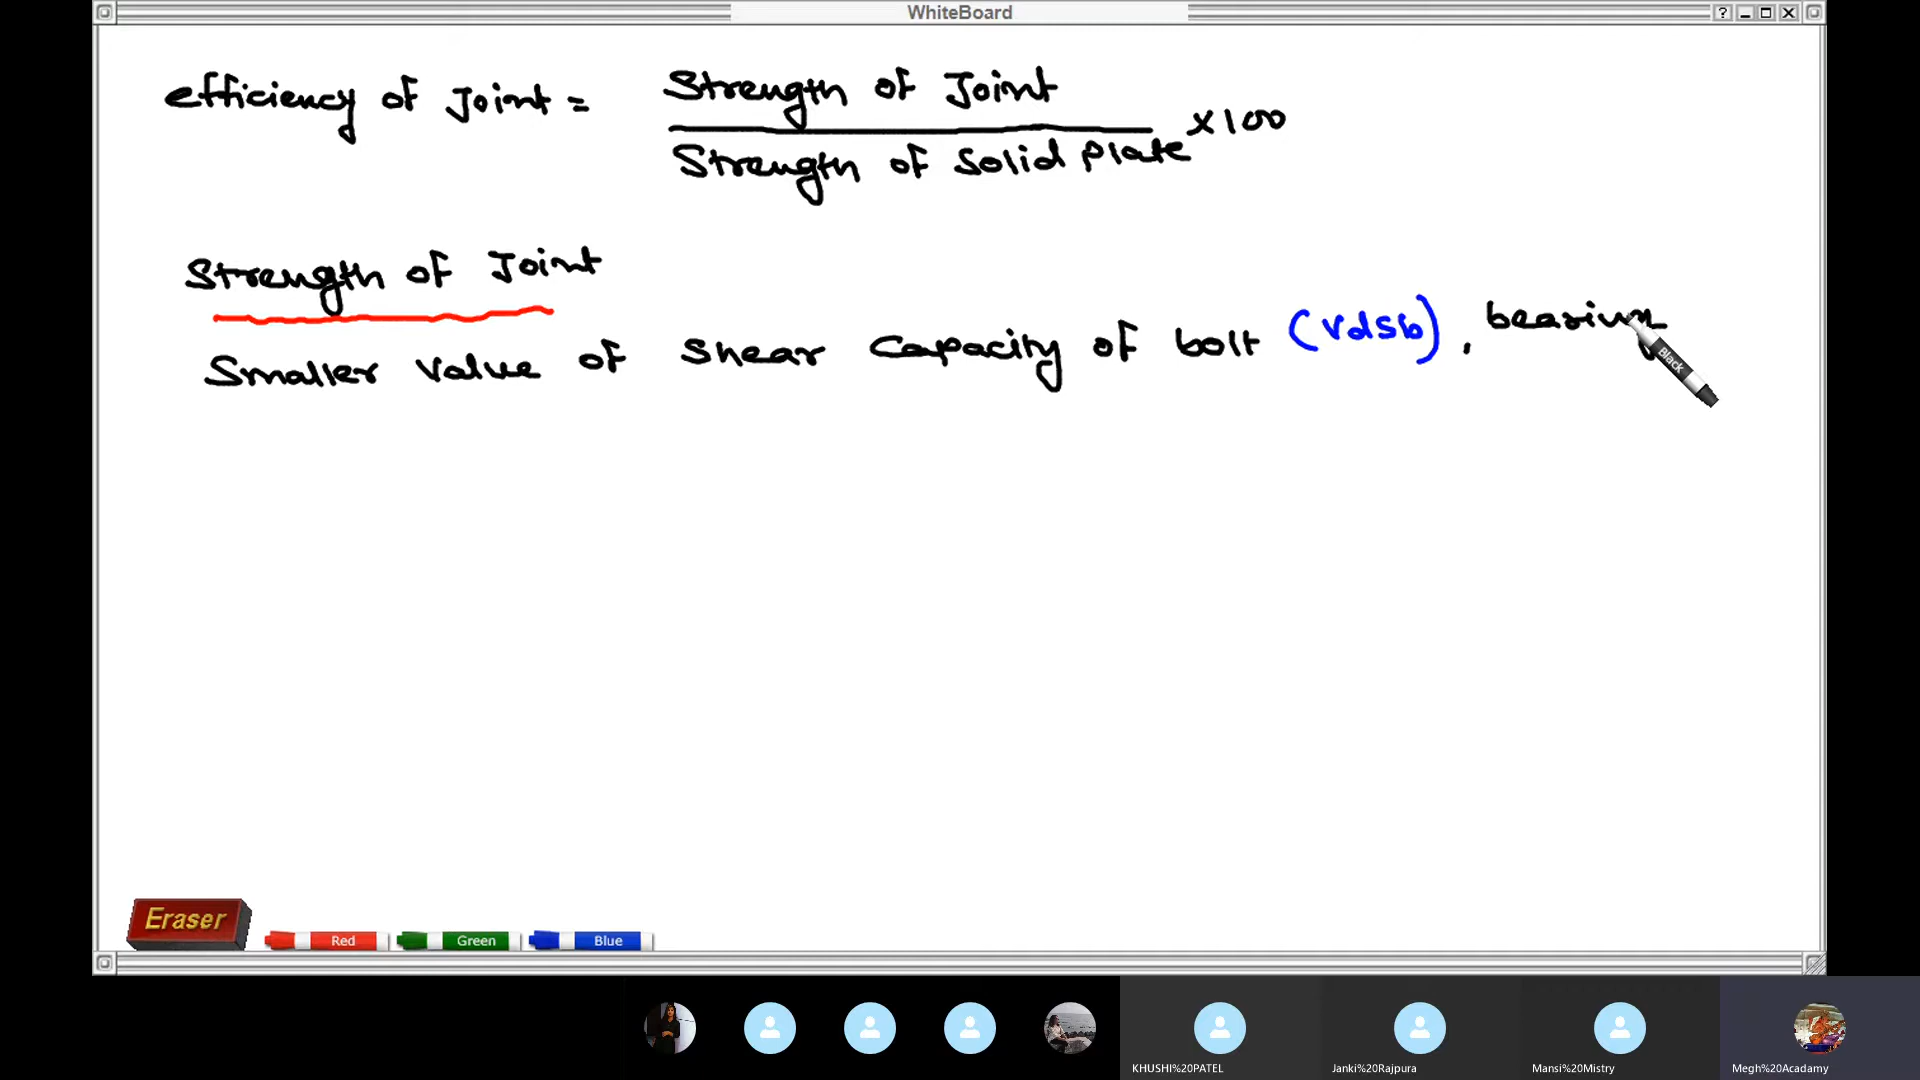 WhiteBoard
efficiency of Joint = Strength of Joint / Strength of Solid Plate ×100
Strength of Joint
Smaller Value of Shear Capacity of bolt (Vdsb), bearing
Black
Eraser
Red Green Blue
KHUSHI%20PATEL Janki%20Rajpura Mansi%20Mistry Megh%20Acadamy